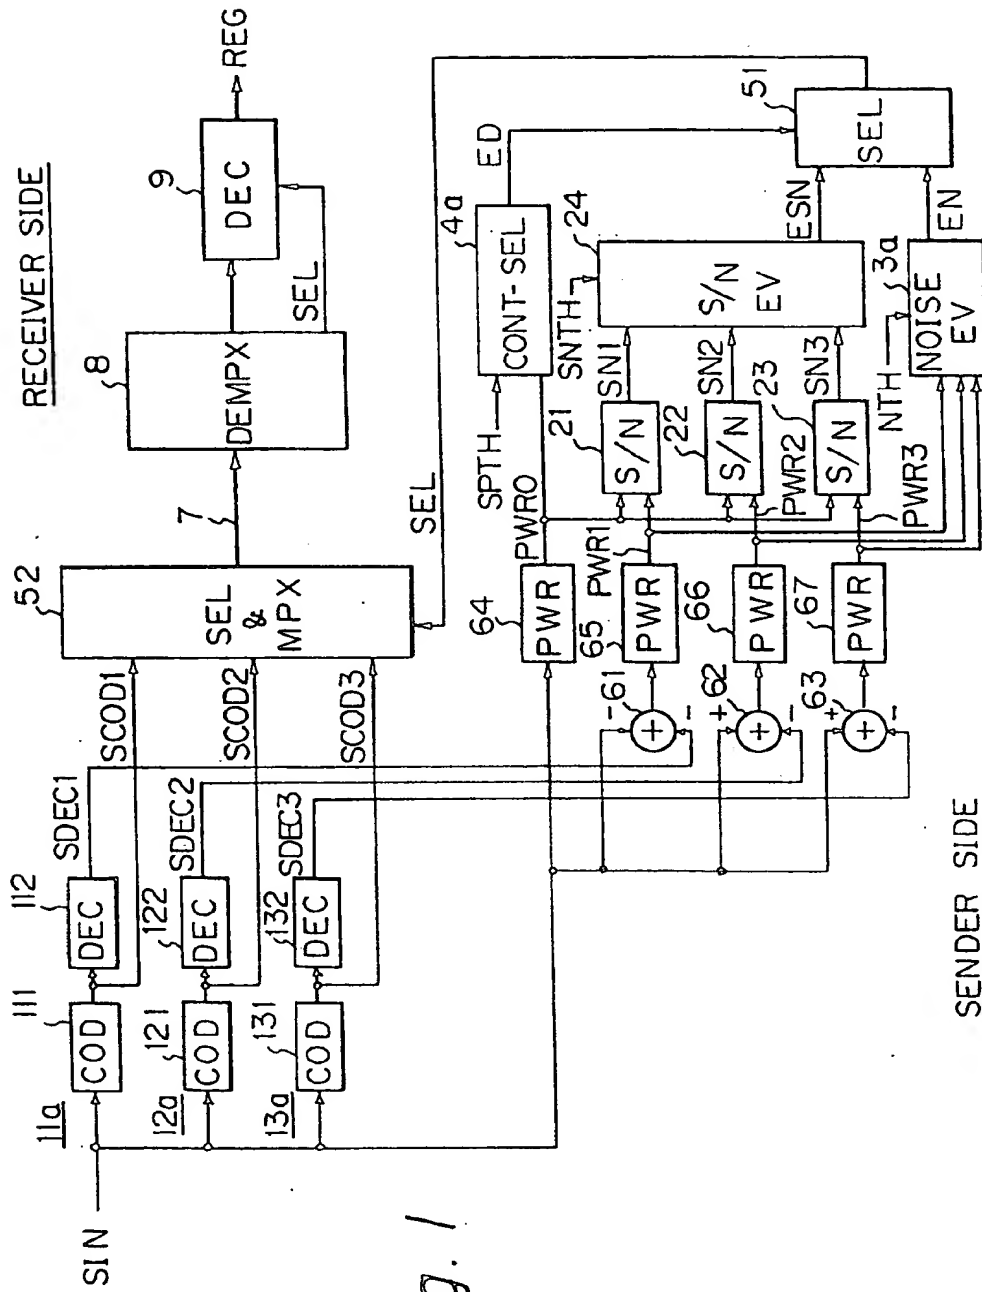 RECEIVER SIDE
REG
9
DEC
SEL
8
DEMPX
7
52
SEL
&
MPX
SEL
SCOD1
SCOD2
SCOD3
SDEC1
SDEC2
SDEC3
112
DEC
122
DEC
132
DEC
111
COD
121
COD
131
COD
11a
12a
13a
SIN
51
SEL
ED
ESN
EN
4a
CONT-SEL
SPTH
24
S/N
EV
SNTH
3a
NOISE
EV
NTH
SN1
SN2
SN3
21
S/N
22
S/N
23
S/N
PWR0
PWR1
PWR2
PWR3
64
PWR
65
PWR
66
PWR
67
PWR
61
- + -
62
+ + -
63
+ + -
SENDER SIDE
g. 1